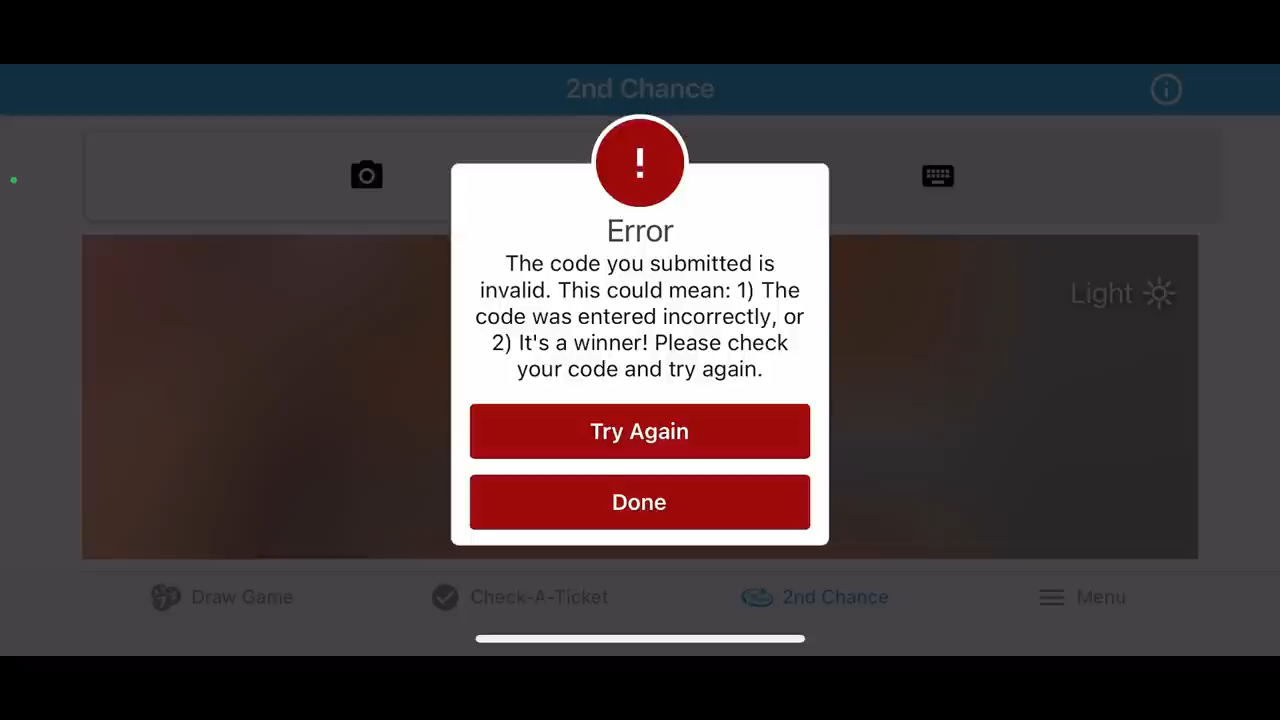 2nd Chance
!
Error
The code you submitted is
invalid. This could mean: 1) The
code was entered incorrectly, or
2) It's a winner! Please check
your code and try again.
Light
Try Again
Done
Draw Game
Check-A-Ticket
2nd Chance
Menu